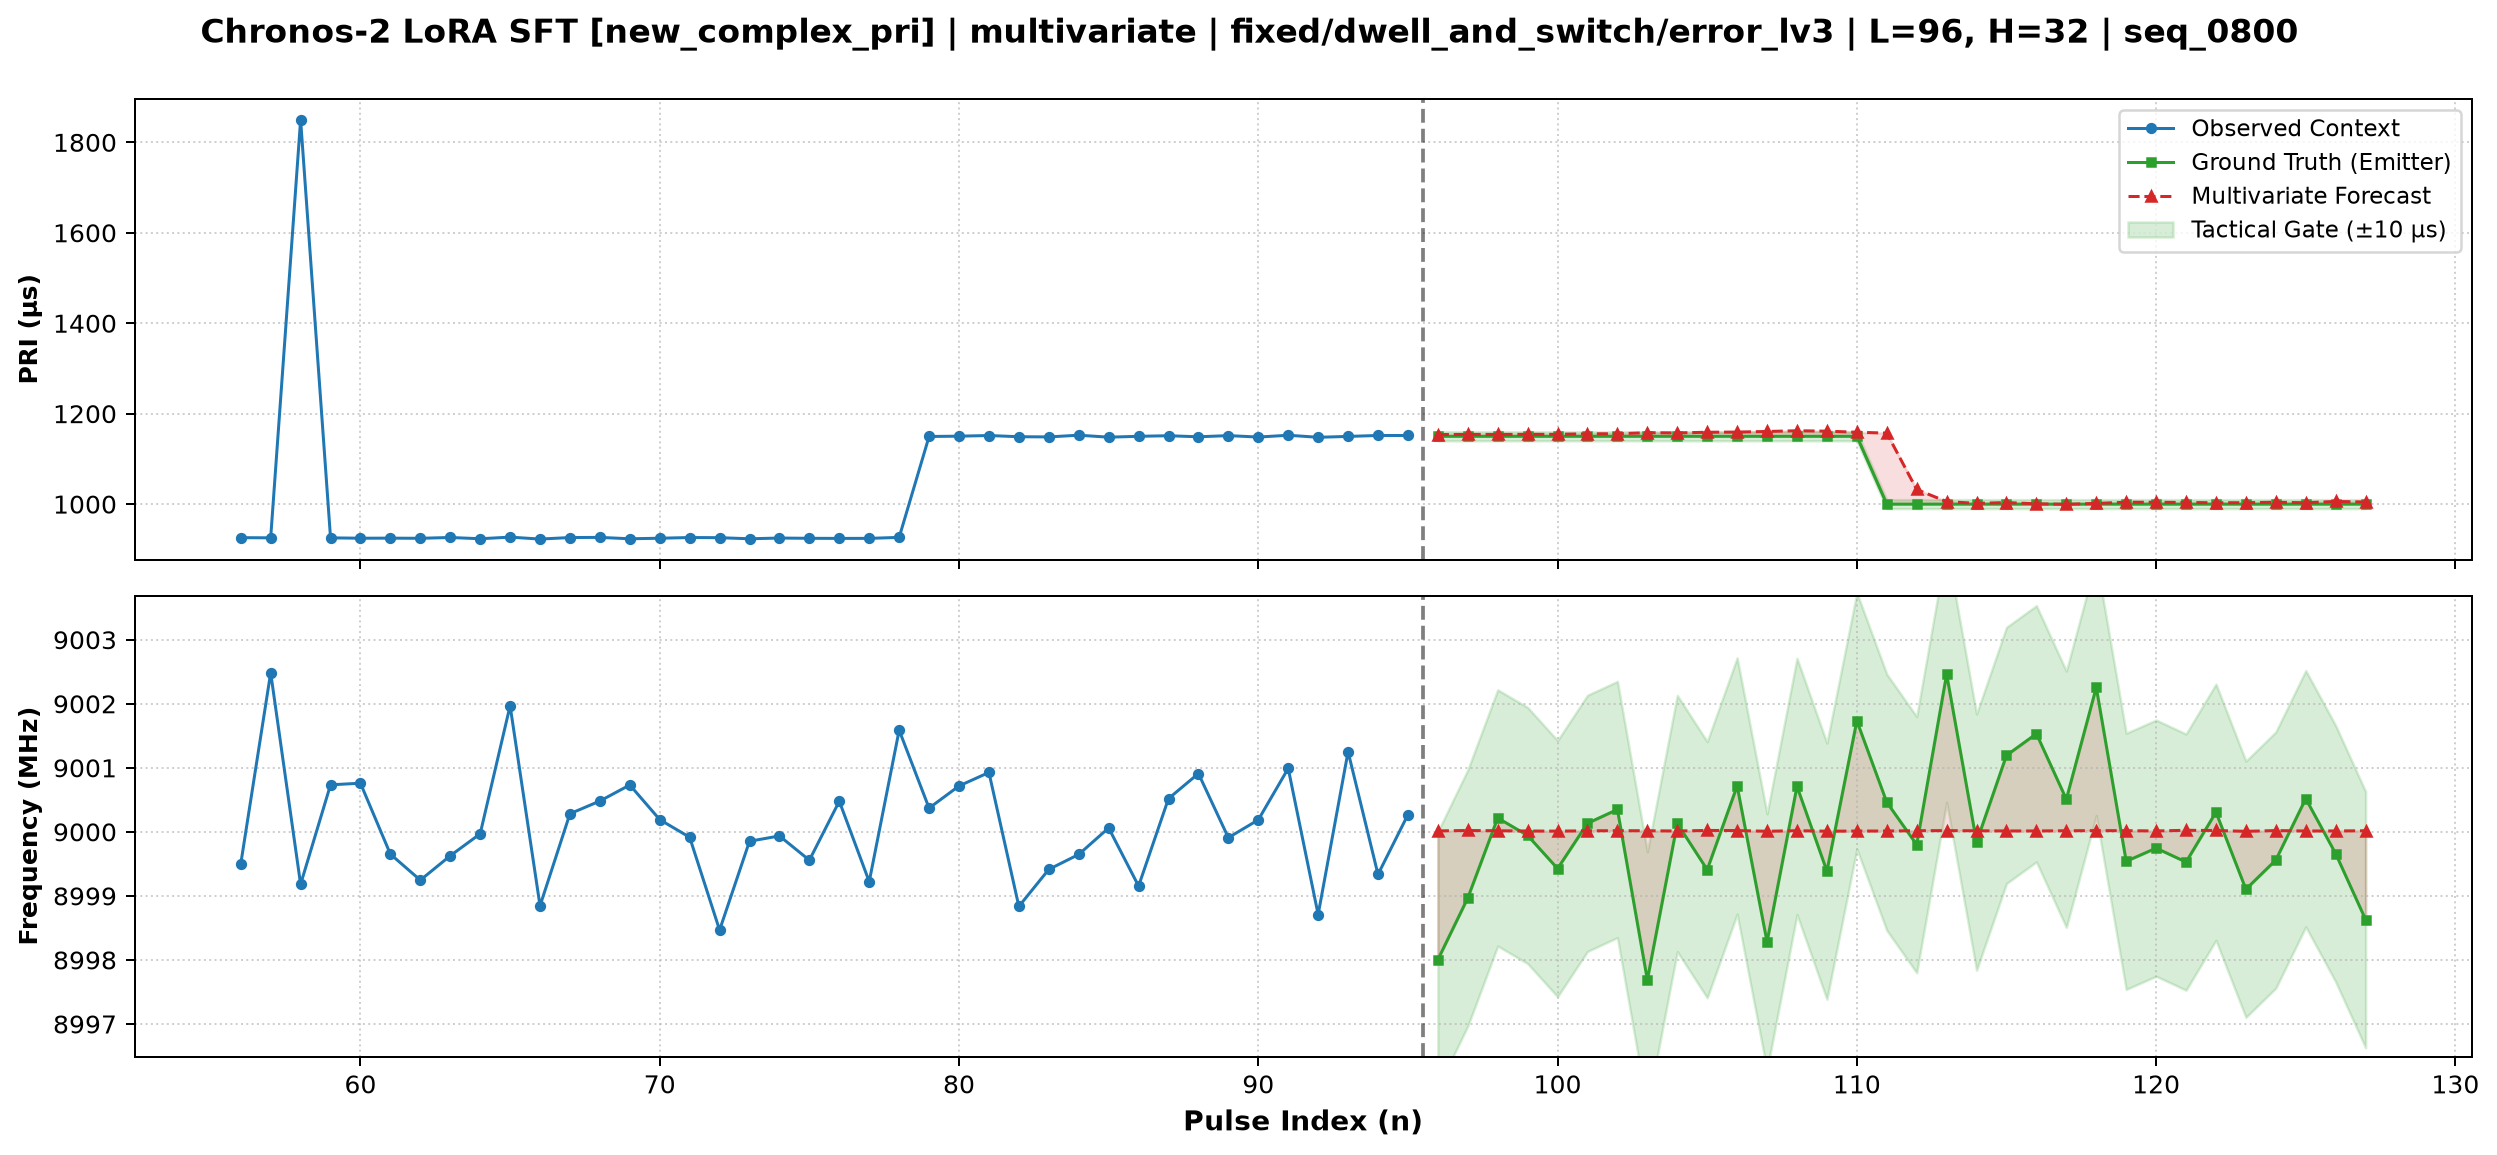 Chronos-2 LoRA SFT [new_complex_pri] | multivariate | fixed/dwell_and_switch/error_lv3 | L=96, H=32 | seq_0800
PRI (µs)
1800
1600
1400
1200
1000
Observed Context
Ground Truth (Emitter)
Multivariate Forecast
Tactical Gate (±10 µs)
Frequency (MHz)
9003
9002
9001
9000
8999
8998
8997
60 70 80 90 100 110 120 130
Pulse Index (n)